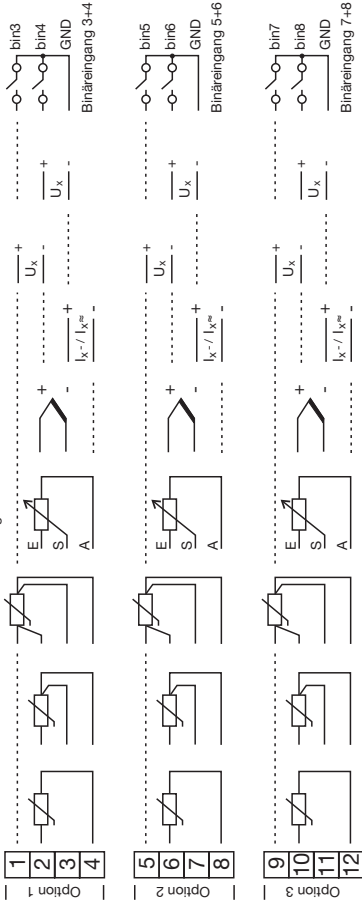 Option 1
1
2
3
4
E
S
A
+
-
Ix- / Ix≂
+
-
Ux
+
-
Ux
+
-
bin3
bin4
GND
Binäreingang 3+4
Option 2
5
6
7
8
E
S
A
+
-
Ix- / Ix≂
+
-
Ux
+
-
Ux
+
-
bin5
bin6
GND
Binäreingang 5+6
Option 3
9
10
11
12
E
S
A
+
-
Ix- / Ix≂
+
-
Ux
+
-
Ux
+
-
bin7
bin8
GND
Binäreingang 7+8